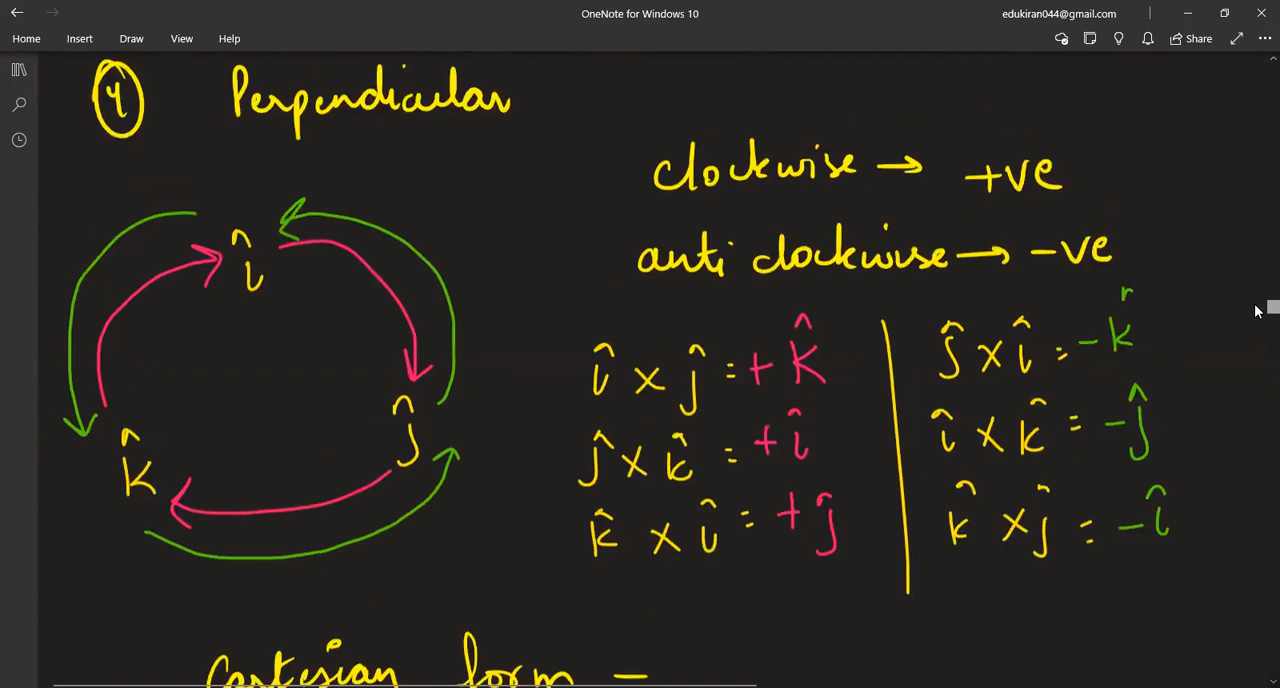 OneNote for Windows 10
edukiran044@gmail.com
Home Insert Draw View Help
Share
4 Perpendicular
clockwise → +ve
anti clockwise → -ve
î
ĵ
k̂
î × ĵ = + k̂
ĵ × k̂ = + î
k̂ × î = + ĵ
ĵ × î = - k̂
î × k̂ = - ĵ
k̂ × ĵ = - î
Cartesian form -